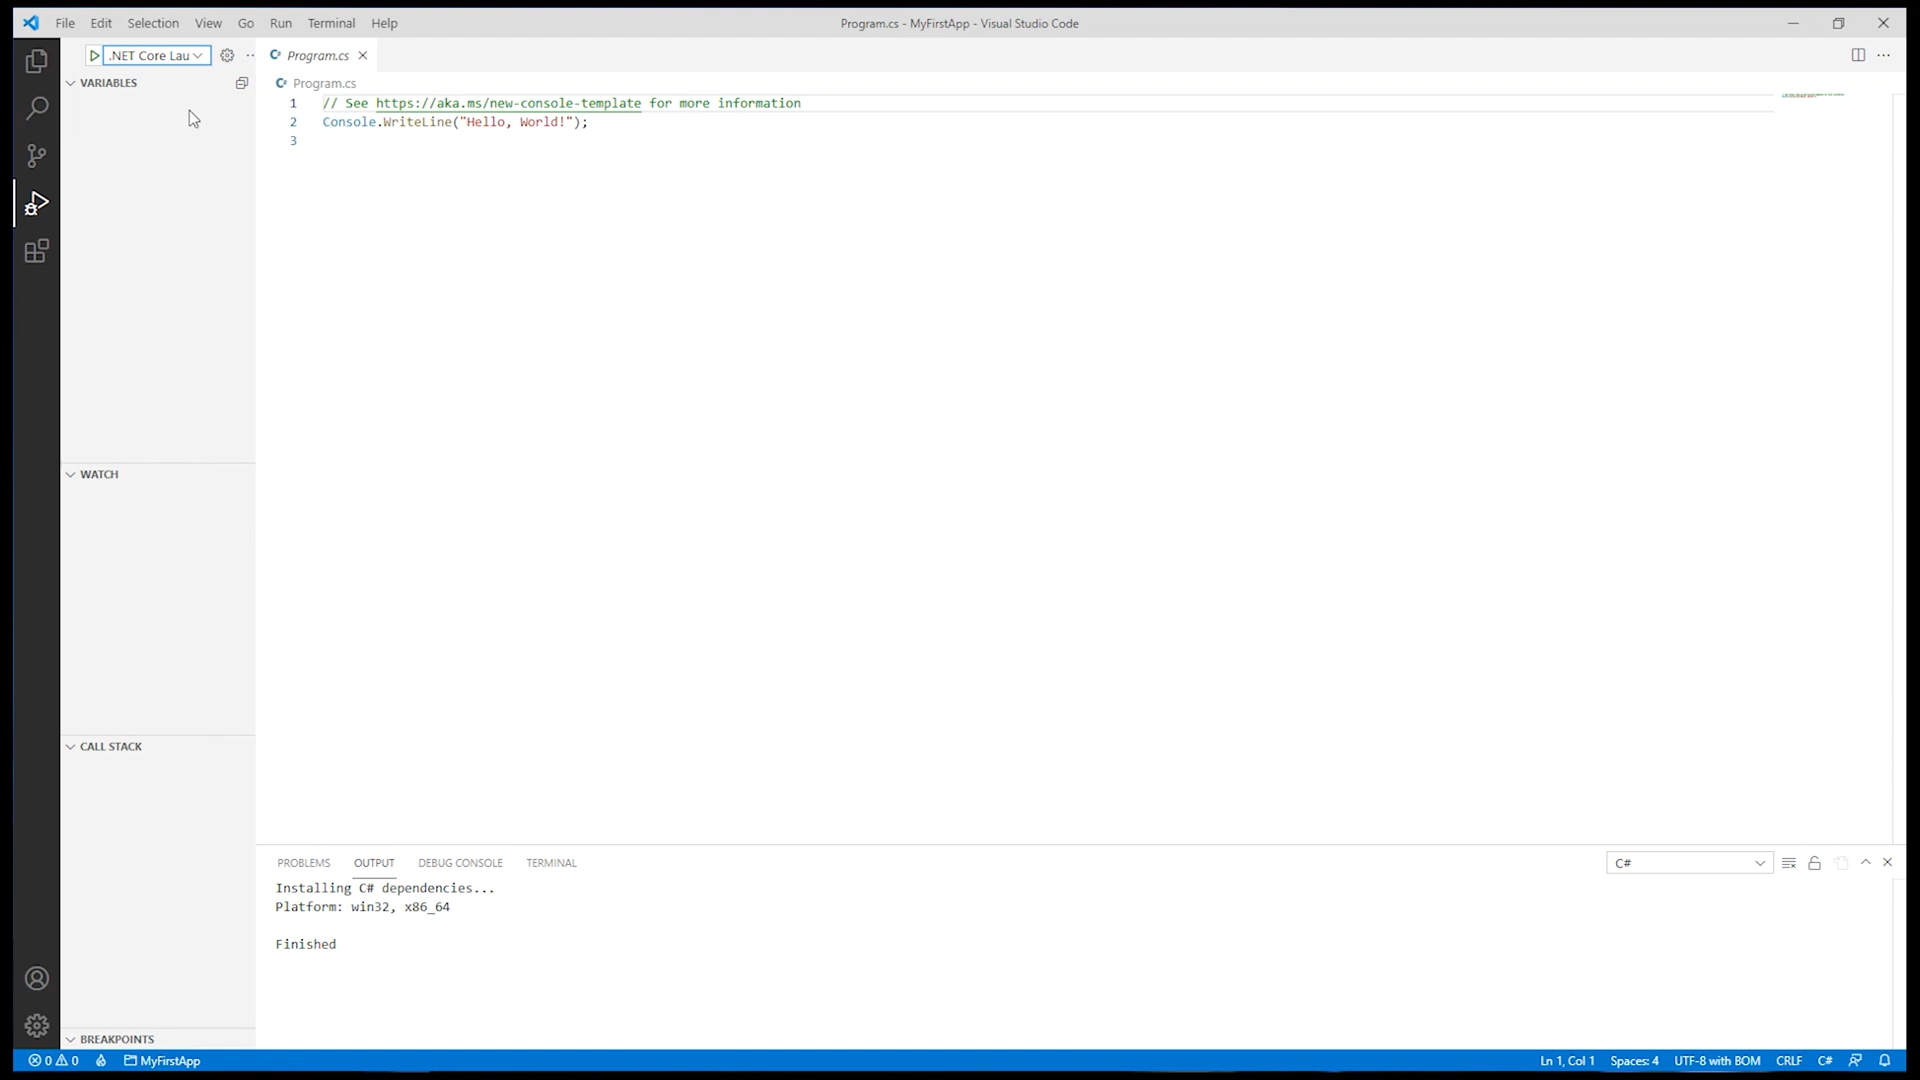 File Edit Selection View Go Run Terminal Help
Program.cs - MyFirstApp - Visual Studio Code
.NET Core Lau
Program.cs
VARIABLES
Program.cs
1 // See https://aka.ms/new-console-template for more information
2 Console.WriteLine("Hello, World!");
3
WATCH
CALL STACK
BREAKPOINTS
PROBLEMS OUTPUT DEBUG CONSOLE TERMINAL
C#
Installing C# dependencies...
Platform: win32, x86_64
Finished
0 0 MyFirstApp
Ln 1, Col 1 Spaces: 4 UTF-8 with BOM CRLF C#